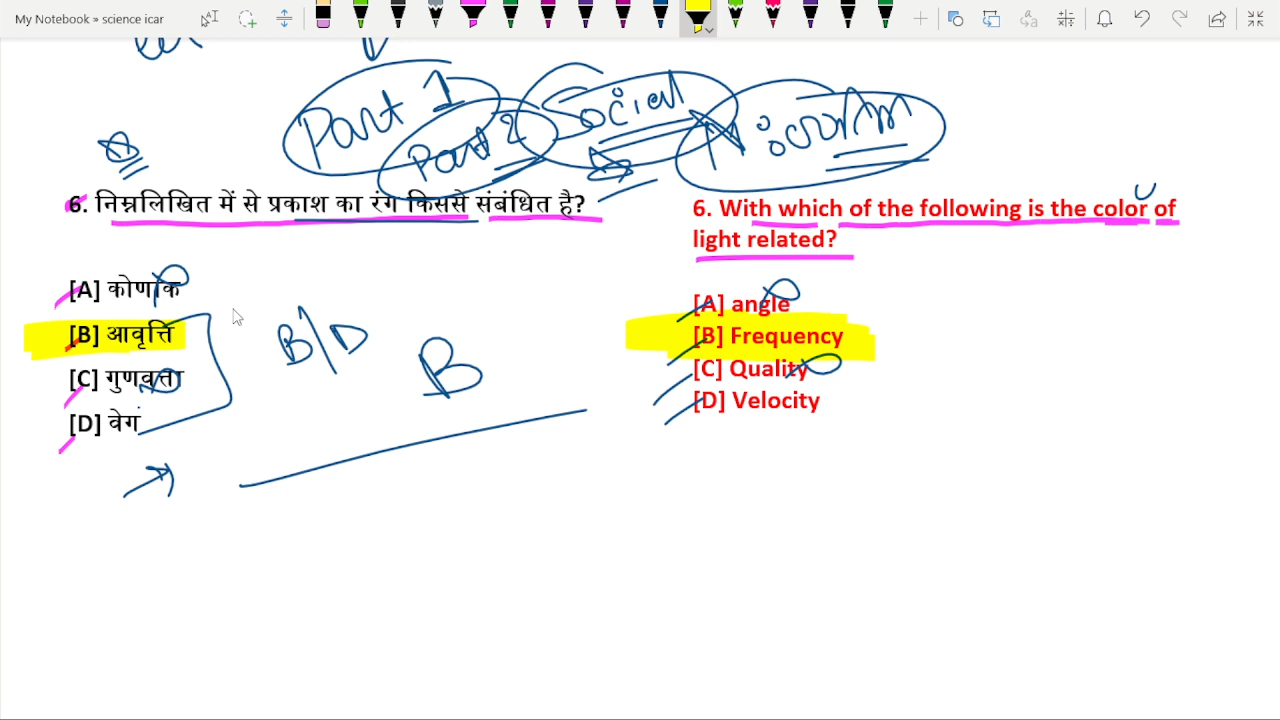 My Notebook » science icar
Part 1
Part 2
Social
6. निम्नलिखित में से प्रकाश का रंग किससे संबंधित है?
[A] कोणांक
[B] आवृत्ति
[C] गुणवत्ता
[D] वेगं
B/D
B
6. With which of the following is the color of
light related?
[A] angle
[B] Frequency
[C] Quality
[D] Velocity